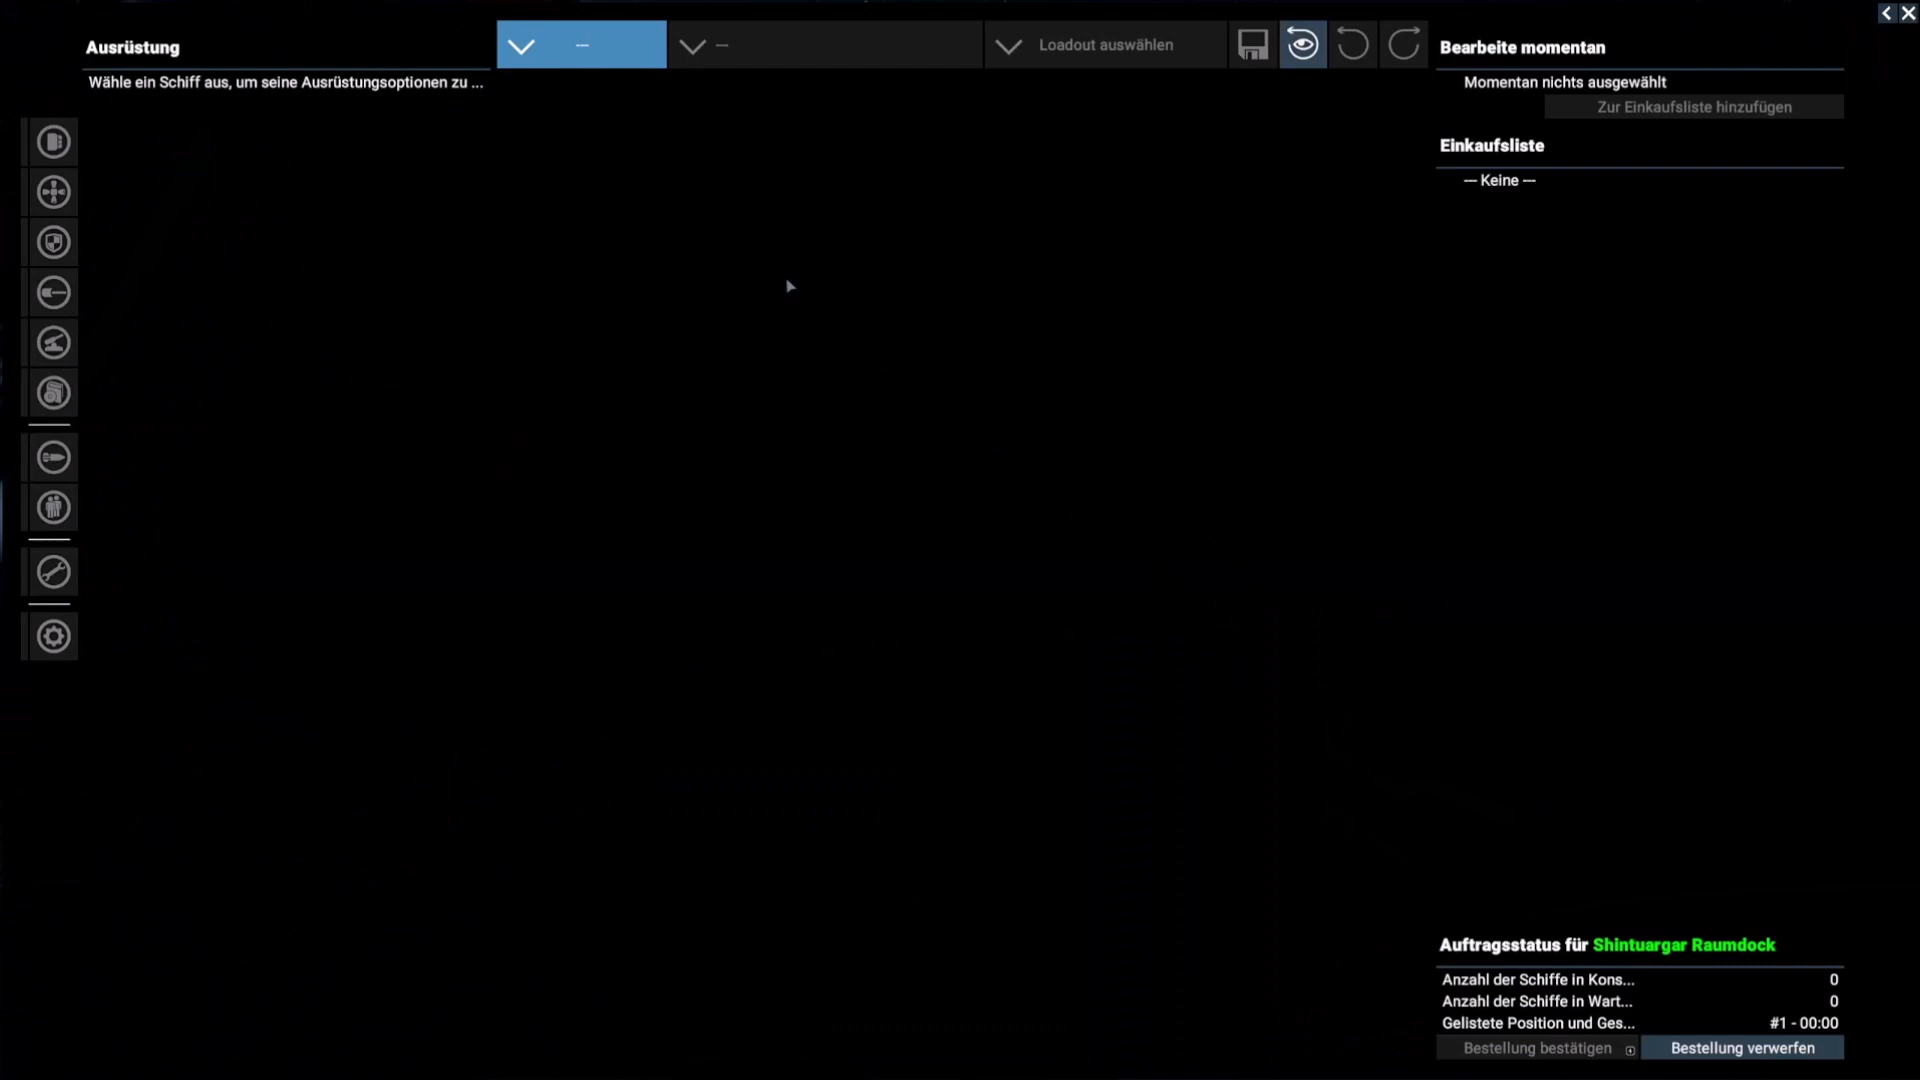 Ausrüstung
Wähle ein Schiff aus, um seine Ausrüstungsoptionen zu ...
---
---
Loadout auswählen
Bearbeite momentan
Momentan nichts ausgewählt
Zur Einkaufsliste hinzufügen
Einkaufsliste
--- Keine ---
Auftragsstatus für Shintuargar Raumdock
Anzahl der Schiffe in Kons... 0
Anzahl der Schiffe in Wart... 0
Gelistete Position und Ges... #1 - 00:00
Bestellung bestätigen
Bestellung verwerfen